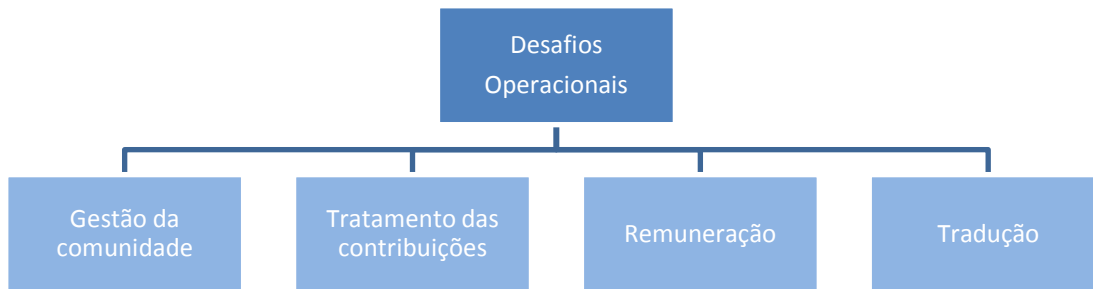 Desafios
Operacionais
Gestão da
comunidade
Tratamento das
contribuições
Remuneração
Tradução